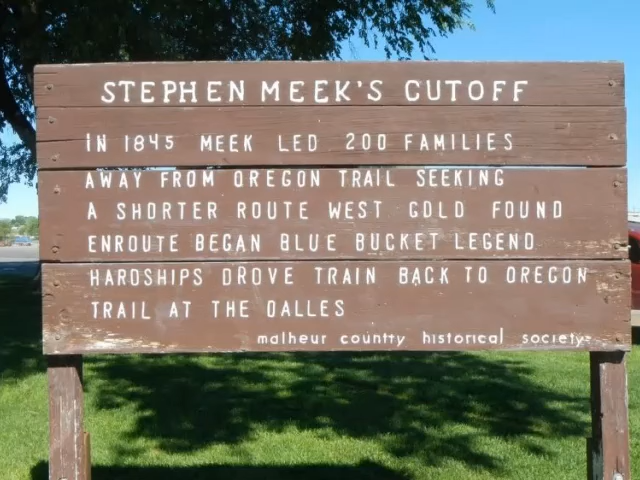 STEPHEN MEEK'S CUTOFF
IN 1845 MEEK LED 200 FAMILIES
AWAY FROM OREGON TRAIL SEEKING
A SHORTER ROUTE WEST GOLD FOUND
ENROUTE BEGAN BLUE BUCKET LEGEND
HARDSHIPS DROVE TRAIN BACK TO OREGON
TRAIL AT THE DALLES
malheur countty historical society